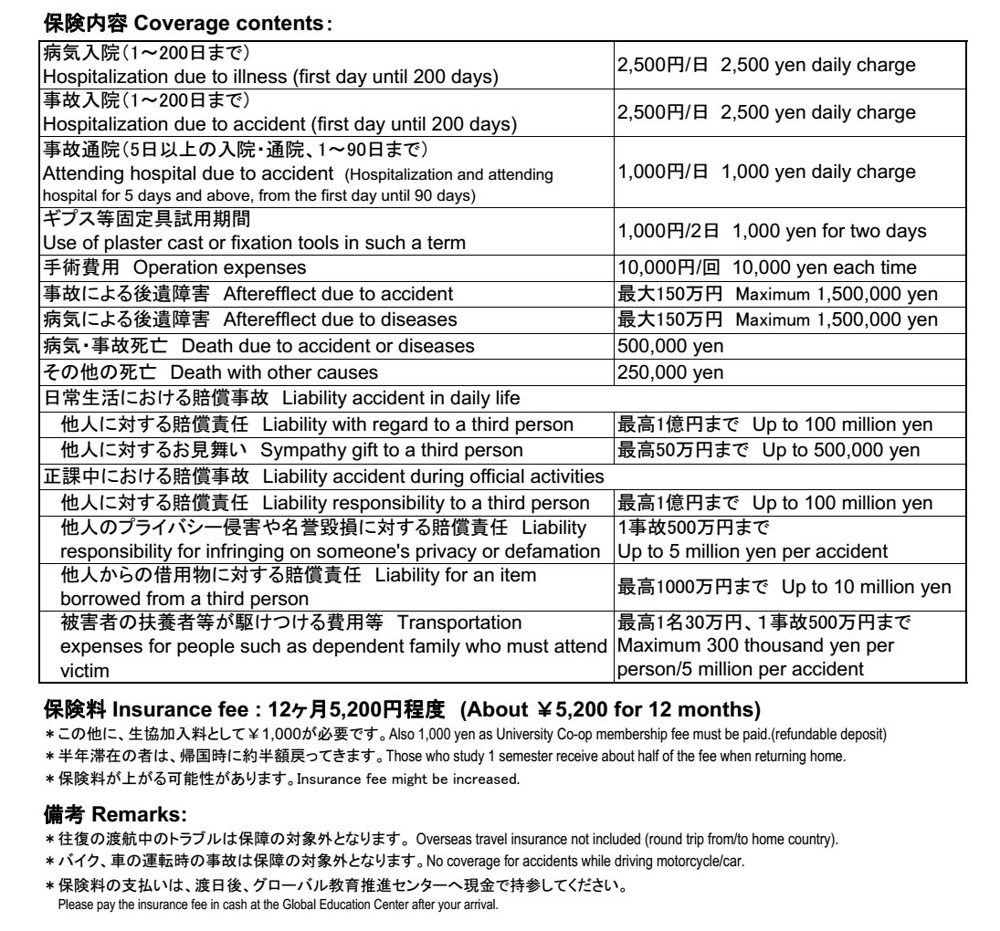 保険内容 Coverage contents:
病気入院(1～200日まで)
Hospitalization due to illness (first day until 200 days)
2,500円/日 2,500 yen daily charge
事故入院(1～200日まで)
Hospitalization due to accident (first day until 200 days)
2,500円/日 2,500 yen daily charge
事故通院(5日以上の入院・通院、1～90日まで)
Attending hospital due to accident (Hospitalization and attending
hospital for 5 days and above, from the first day until 90 days)
1,000円/日 1,000 yen daily charge
ギプス等固定具試用期間
Use of plaster cast or fixation tools in such a term
1,000円/2日 1,000 yen for two days
手術費用 Operation expenses
10,000円/回 10,000 yen each time
事故による後遺障害 Afterefflect due to accident
最大150万円 Maximum 1,500,000 yen
病気による後遺障害 Afterefflect due to diseases
最大150万円 Maximum 1,500,000 yen
病気・事故死亡 Death due to accident or diseases
500,000 yen
その他の死亡 Death with other causes
250,000 yen
日常生活における賠償事故 Liability accident in daily life
他人に対する賠償責任 Liability with regard to a third person
最高1億円まで Up to 100 million yen
他人に対するお見舞い Sympathy gift to a third person
最高50万円まで Up to 500,000 yen
正課中における賠償事故 Liability accident during official activities
他人に対する賠償責任 Liability responsibility to a third person
最高1億円まで Up to 100 million yen
他人のプライバシー侵害や名誉毀損に対する賠償責任 Liability
responsibility for infringing on someone's privacy or defamation
1事故500万円まで
Up to 5 million yen per accident
他人からの借用物に対する賠償責任 Liability for an item
borrowed from a third person
最高1000万円まで Up to 10 million yen
被害者の扶養者等が駆けつける費用等 Transportation
expenses for people such as dependent family who must attend
victim
最高1名30万円、1事故500万円まで
Maximum 300 thousand yen per
person/5 million per accident
保険料 Insurance fee : 12ヶ月5,200円程度 (About ￥5,200 for 12 months)
＊この他に、生協加入料として￥1,000が必要です。Also 1,000 yen as University Co-op membership fee must be paid.(refundable deposit)
＊半年滞在の者は、帰国時に約半額戻ってきます。Those who study 1 semester receive about half of the fee when returning home.
＊保険料が上がる可能性があります。Insurance fee might be increased.
備考 Remarks:
＊往復の渡航中のトラブルは保障の対象外となります。 Overseas travel insurance not included (round trip from/to home country).
＊バイク、車の運転時の事故は保障の対象外となります。No coverage for accidents while driving motorcycle/car.
＊保険料の支払いは、渡日後、グローバル教育推進センターへ現金で持参してください。
Please pay the insurance fee in cash at the Global Education Center after your arrival.